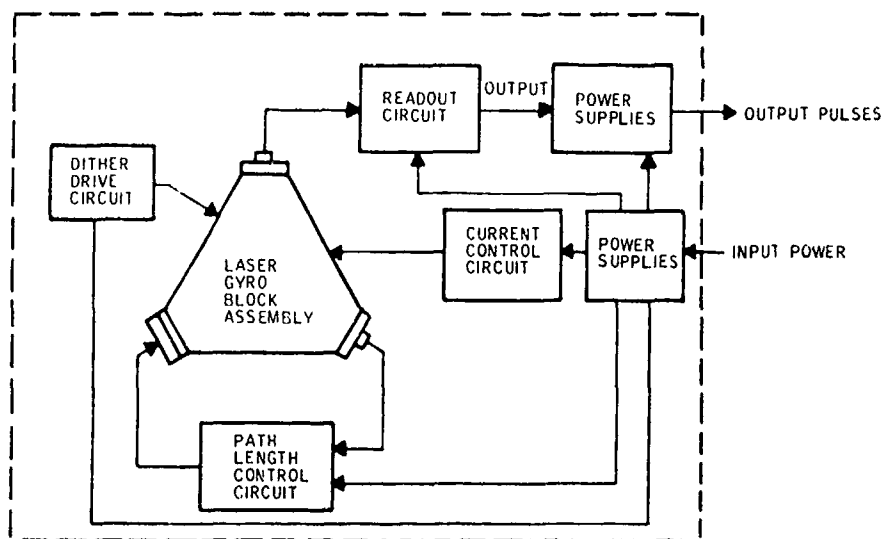 READOUT
CIRCUIT
OUTPUT
POWER
SUPPLIES
OUTPUT PULSES
DITHER
DRIVE
CIRCUIT
LASER
GYRO
BLOCK
ASSEMBLY
CURRENT
CONTROL
CIRCUIT
POWER
SUPPLIES
INPUT POWER
PATH
LENGTH
CONTROL
CIRCUIT